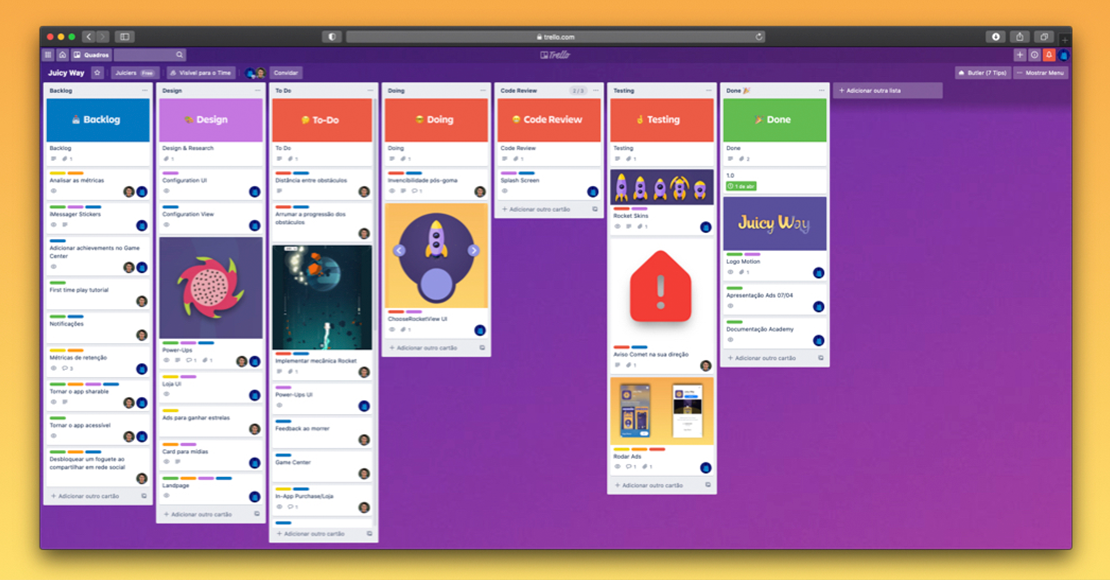 trello.com
Quadros
Trello
Juicy Way
Juiciers
Free
Visível para o Time
Convidar
Butler (7 Tips)
Mostrar Menu
Backlog
Backlog
Backlog
1
Analisar as métricas
iMessager Stickers
Adicionar achievements no Game
Center
First time play tutorial
Notificações
Métricas de retenção
3
Tornar o app sharable
Tornar o app acessível
Desbloquear um foguete ao
compartilhar em rede social
+ Adicionar outro cartão
Design
Design
Design & Research
1
Configuration UI
Configuration View
Power-Ups
1
1
Loja UI
Ads para ganhar estrelas
Card para mídias
Landpage
+ Adicionar outro cartão
To Do
To-Do
To Do
1
Distância entre obstáculos
Arrumar a progressão dos
obstáculos
Implementar mecânica Rocket
1
Power-Ups UI
Feedback ao morrer
Game Center
In-App Purchase/Loja
1
+ Adicionar outro cartão
Doing
Doing
Doing
1
Invencibilidade pós-goma
1
ChooseRocketView UI
1
+ Adicionar outro cartão
Code Review
2 / 3
Code Review
Code Review
1
Splash Screen
+ Adicionar outro cartão
Testing
Testing
Testing
1
Rocket Skins
1
Aviso Comet na sua direção
1
Rodar Ads
1
1
+ Adicionar outro cartão
Done
Done
Done
2
1.0
1 de abr
Juicy Way
Logo Motion
1
Apresentação Ads 07/04
Documentação Academy
+ Adicionar outro cartão
+ Adicionar outra lista